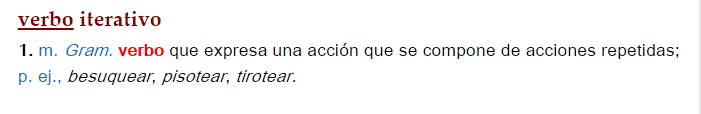 verbo iterativo
1. m. Gram. verbo que expresa una acción que se compone de acciones repetidas;
p. ej., besuquear, pisotear, tirotear.